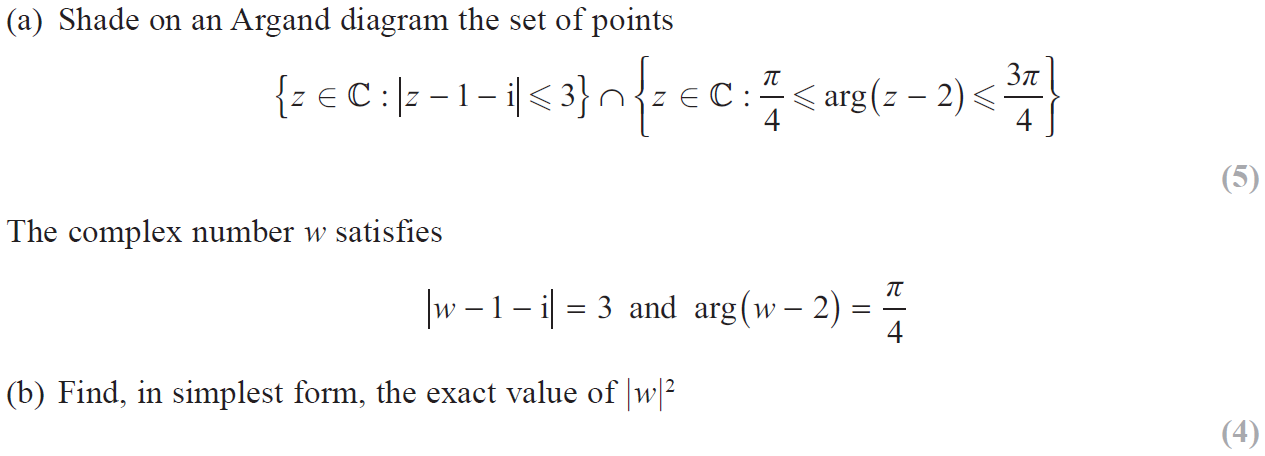 (a) Shade on an Argand diagram the set of points
{z ∈ ℂ : |z − 1 − i| ⩽ 3} ∩ {z ∈ ℂ : π/4 ⩽ arg(z − 2) ⩽ 3π/4}
(5)
The complex number w satisfies
|w − 1 − i| = 3 and arg(w − 2) = π/4
(b) Find, in simplest form, the exact value of |w|²
(4)